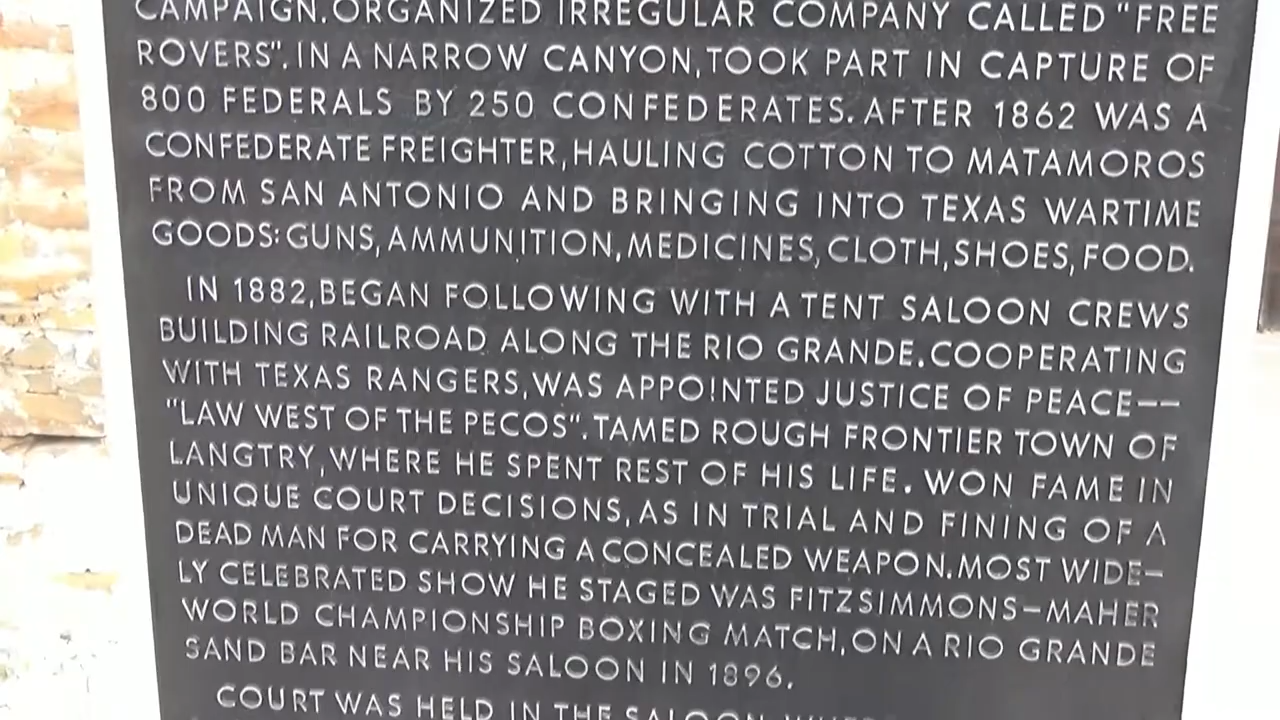 CAMPAIGN. ORGANIZED IRREGULAR COMPANY CALLED "FREE
ROVERS". IN A NARROW CANYON, TOOK PART IN CAPTURE OF
800 FEDERALS BY 250 CONFEDERATES. AFTER 1862 WAS A
CONFEDERATE FREIGHTER, HAULING COTTON TO MATAMOROS
FROM SAN ANTONIO AND BRINGING INTO TEXAS WARTIME
GOODS: GUNS, AMMUNITION, MEDICINES, CLOTH, SHOES, FOOD.
IN 1882, BEGAN FOLLOWING WITH A TENT SALOON CREWS
BUILDING RAILROAD ALONG THE RIO GRANDE. COOPERATING
WITH TEXAS RANGERS, WAS APPOINTED JUSTICE OF PEACE--
"LAW WEST OF THE PECOS". TAMED ROUGH FRONTIER TOWN OF
LANGTRY, WHERE HE SPENT REST OF HIS LIFE. WON FAME IN
UNIQUE COURT DECISIONS, AS IN TRIAL AND FINING OF A
DEAD MAN FOR CARRYING A CONCEALED WEAPON. MOST WIDE-
LY CELEBRATED SHOW HE STAGED WAS FITZSIMMONS-MAHER
WORLD CHAMPIONSHIP BOXING MATCH, ON A RIO GRANDE
SAND BAR NEAR HIS SALOON IN 1896.
COURT WAS HELD IN THE SALOON,